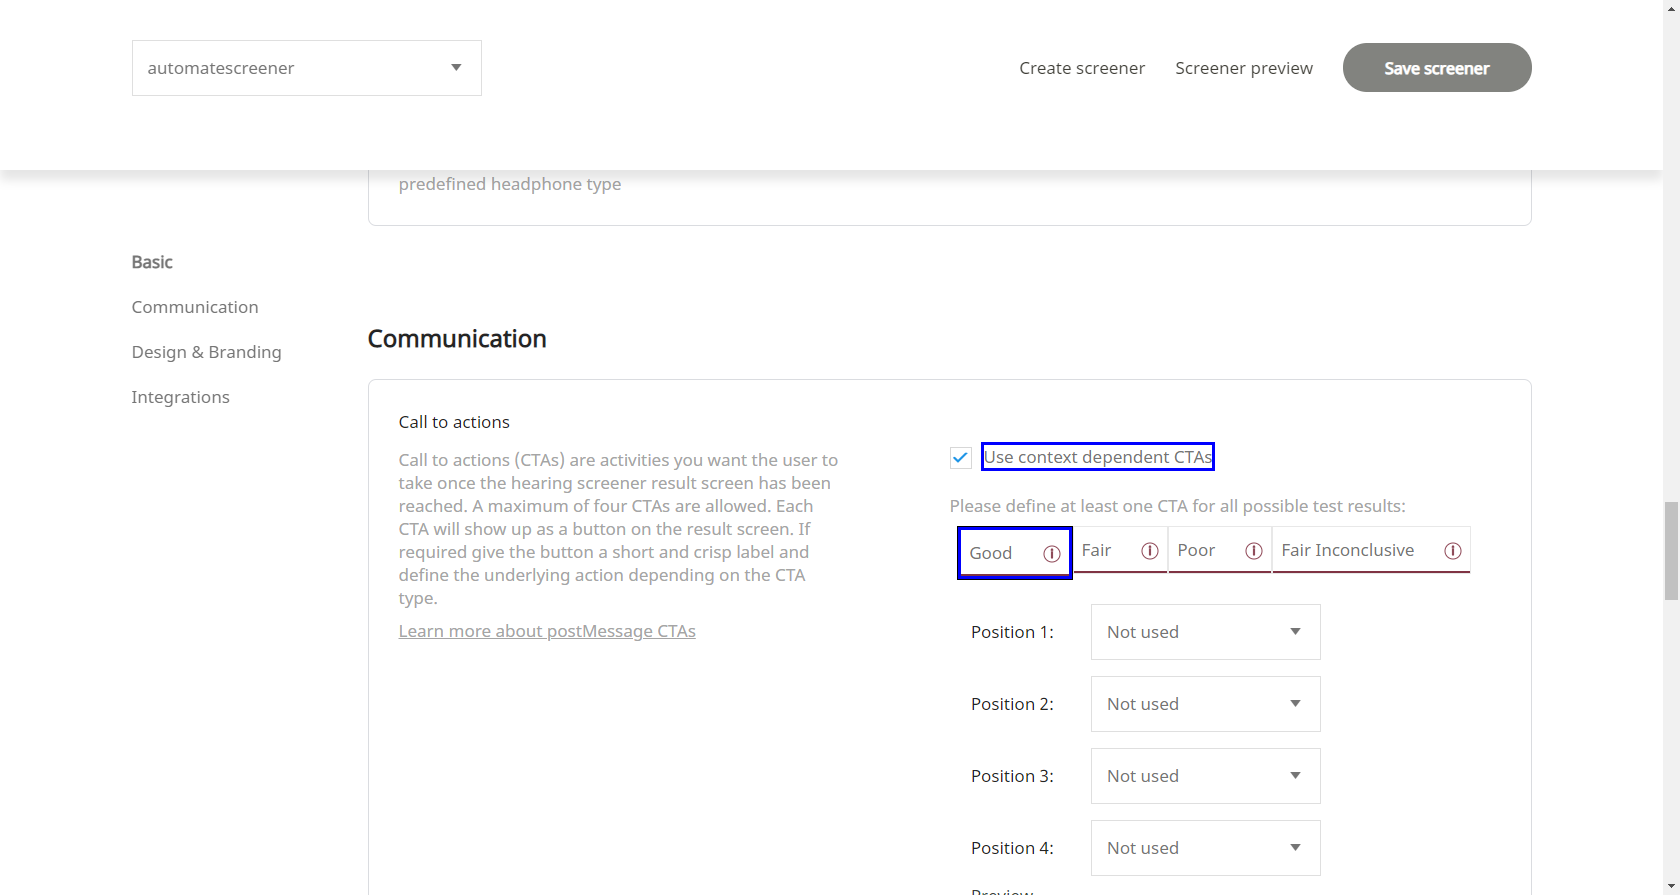 automatescreener
Create screener
Screener preview
Save screener
predefined headphone type
Basic
Communication
Design & Branding
Integrations
Communication
Call to actions
Call to actions (CTAs) are activities you want the user to
take once the hearing screener result screen has been
reached. A maximum of four CTAs are allowed. Each
CTA will show up as a button on the result screen. If
required give the button a short and crisp label and
define the underlying action depending on the CTA
type.
Learn more about postMessage CTAs
Use context dependent CTAs
Please define at least one CTA for all possible test results:
Good
Fair
Poor
Fair Inconclusive
Position 1:
Not used
Position 2:
Not used
Position 3:
Not used
Position 4:
Not used
Preview